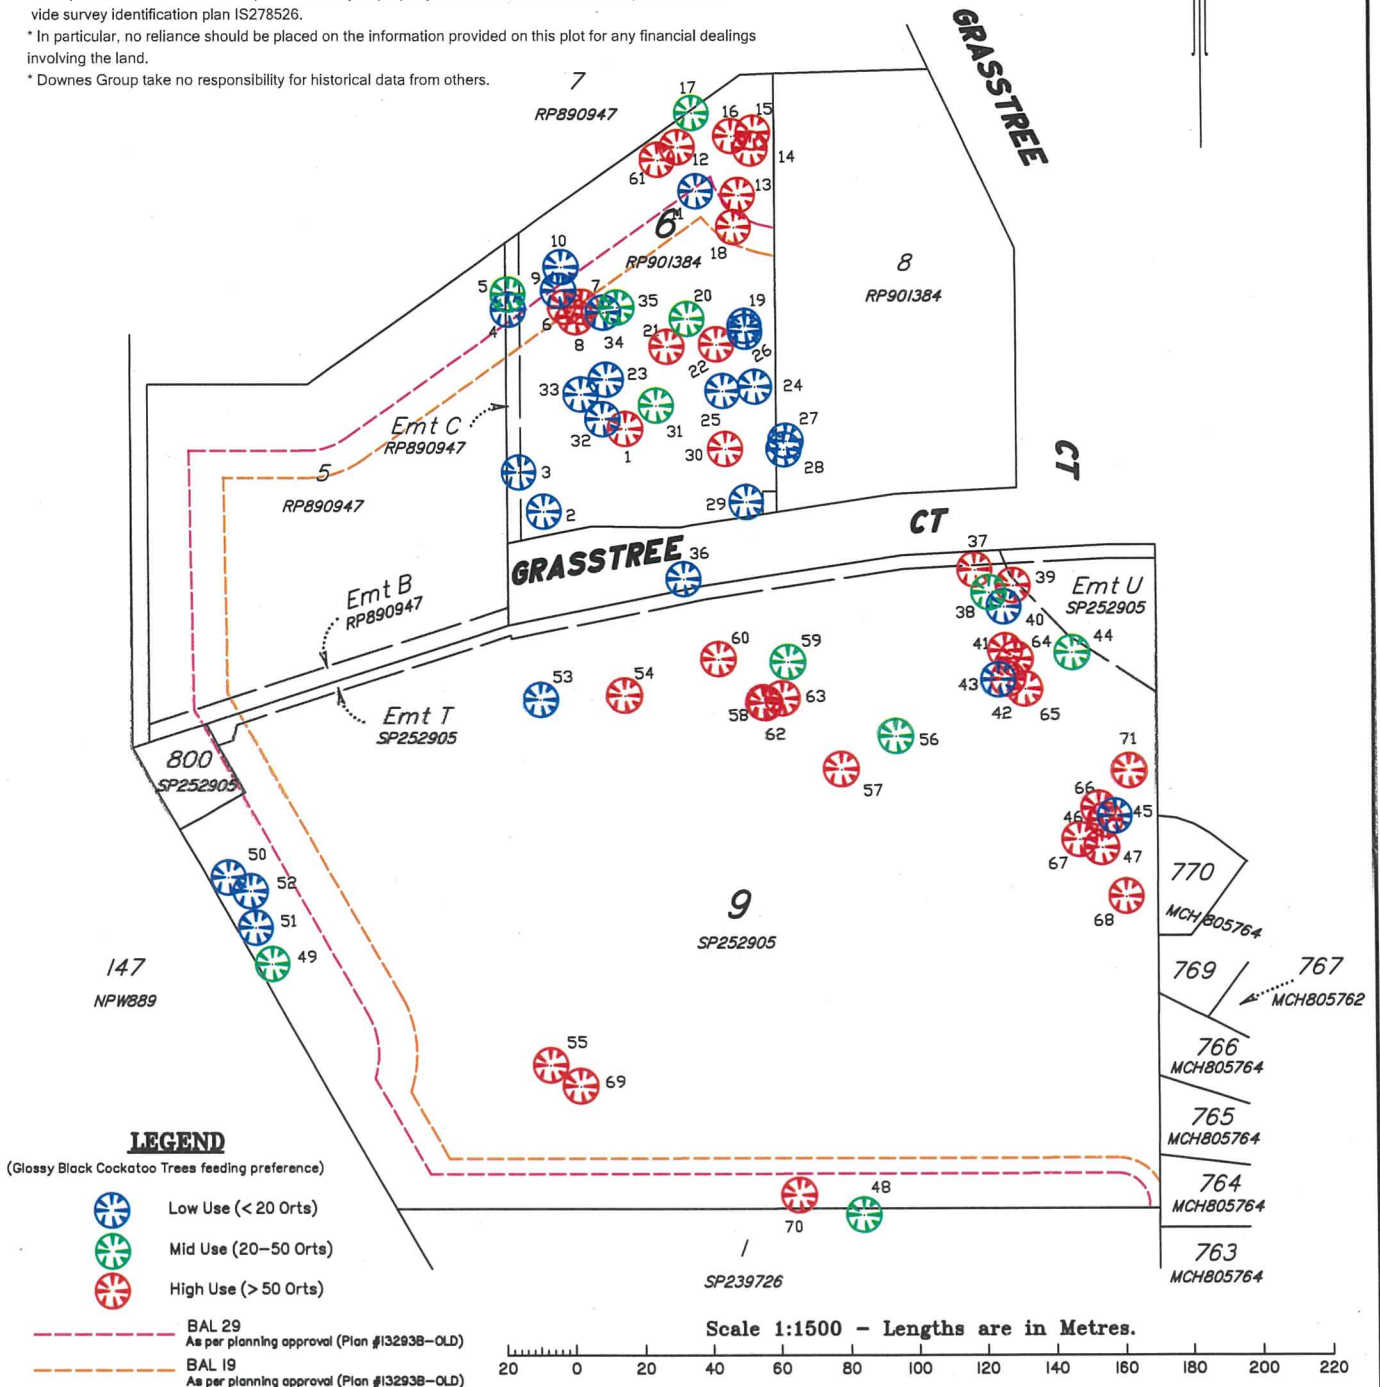 vide survey identification plan IS278526.
* In particular, no reliance should be placed on the information provided on this plot for any financial dealings
involving the land.
* Downes Group take no responsibility for historical data from others.
GRASSTREE
CT
7
RP890947
17
16
15
14
12
61
13
11
6
RP901384
18
8
RP901384
10
9
5
4
7
6
8
34
35
20
21
22
19
26
23
33
32
1
31
25
24
30
27
28
29
3
2
Emt C
RP890947
5
RP890947
GRASSTREE
CT
36
37
39
38
40
Emt U
SP252905
41
64
44
43
42
65
Emt B
RP890947
Emt T
SP252905
800
SP252905
53
54
60
59
58
62
63
56
57
71
66
46
45
67
47
68
50
52
51
49
147
NPW889
9
SP252905
770
MCH805764
769
767
MCH805762
766
MCH805764
765
MCH805764
764
MCH805764
763
MCH805764
55
69
70
48
1
SP239726
LEGEND
(Glossy Black Cockatoo Trees feeding preference)
Low Use (< 20 Orts)
Mid Use (20-50 Orts)
High Use (> 50 Orts)
BAL 29
As per planning approval (Plan #13293B-OLD)
BAL 19
As per planning approval (Plan #13293B-OLD)
Scale 1:1500 - Lengths are in Metres.
20 0 20 40 60 80 100 120 140 160 180 200 220